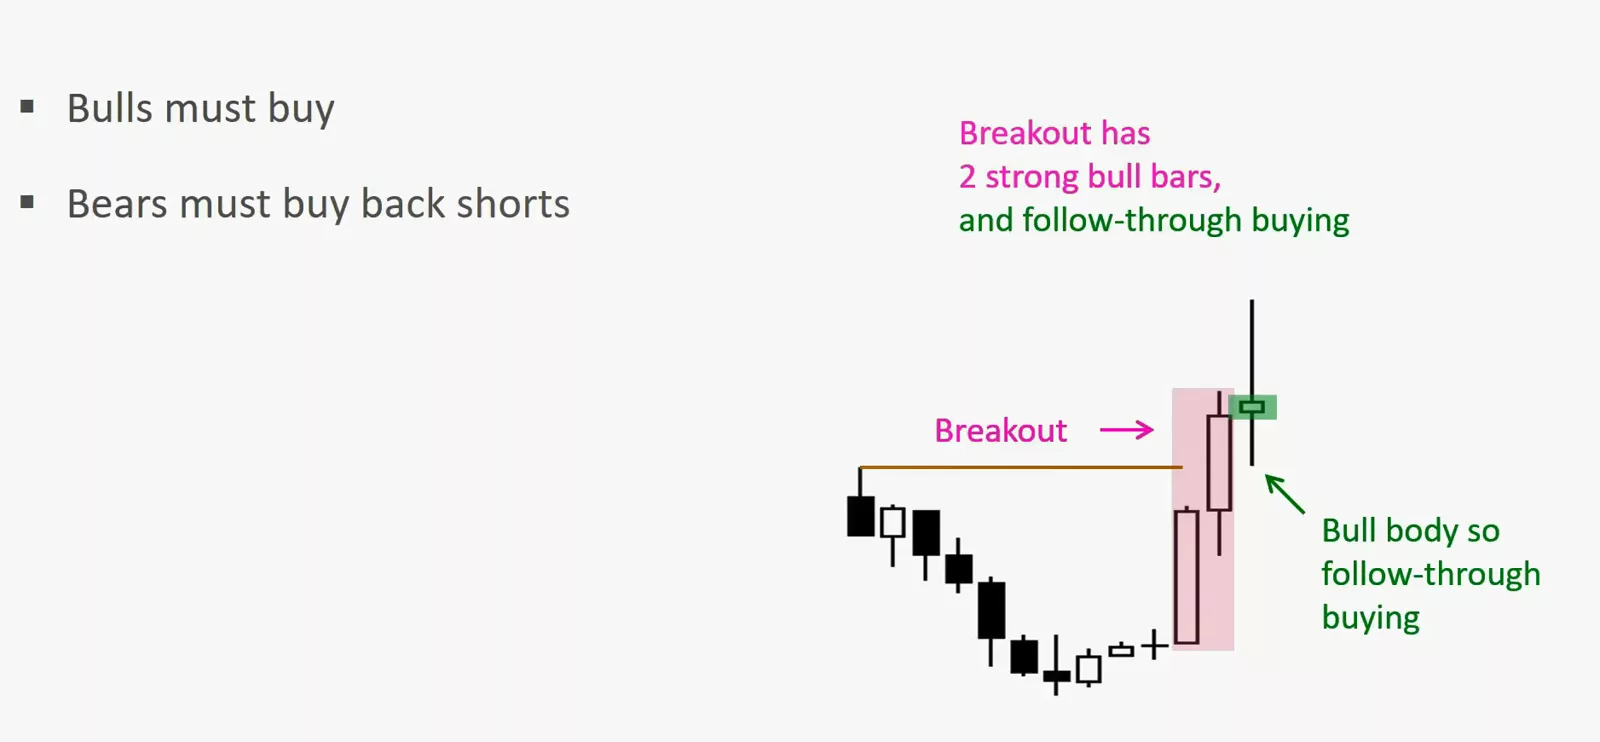 ▪ Bulls must buy
▪ Bears must buy back shorts
Breakout has
2 strong bull bars,
and follow-through buying
Breakout
Bull body so
follow-through
buying